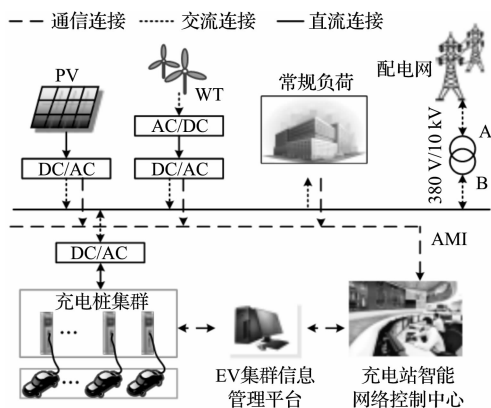 通信连接 交流连接 直流连接
PV
WT
常规负荷
配电网
AC/DC
DC/AC
DC/AC
380 V/10 kV
A
B
AMI
DC/AC
充电桩集群
EV集群信息
管理平台
充电站智能
网络控制中心